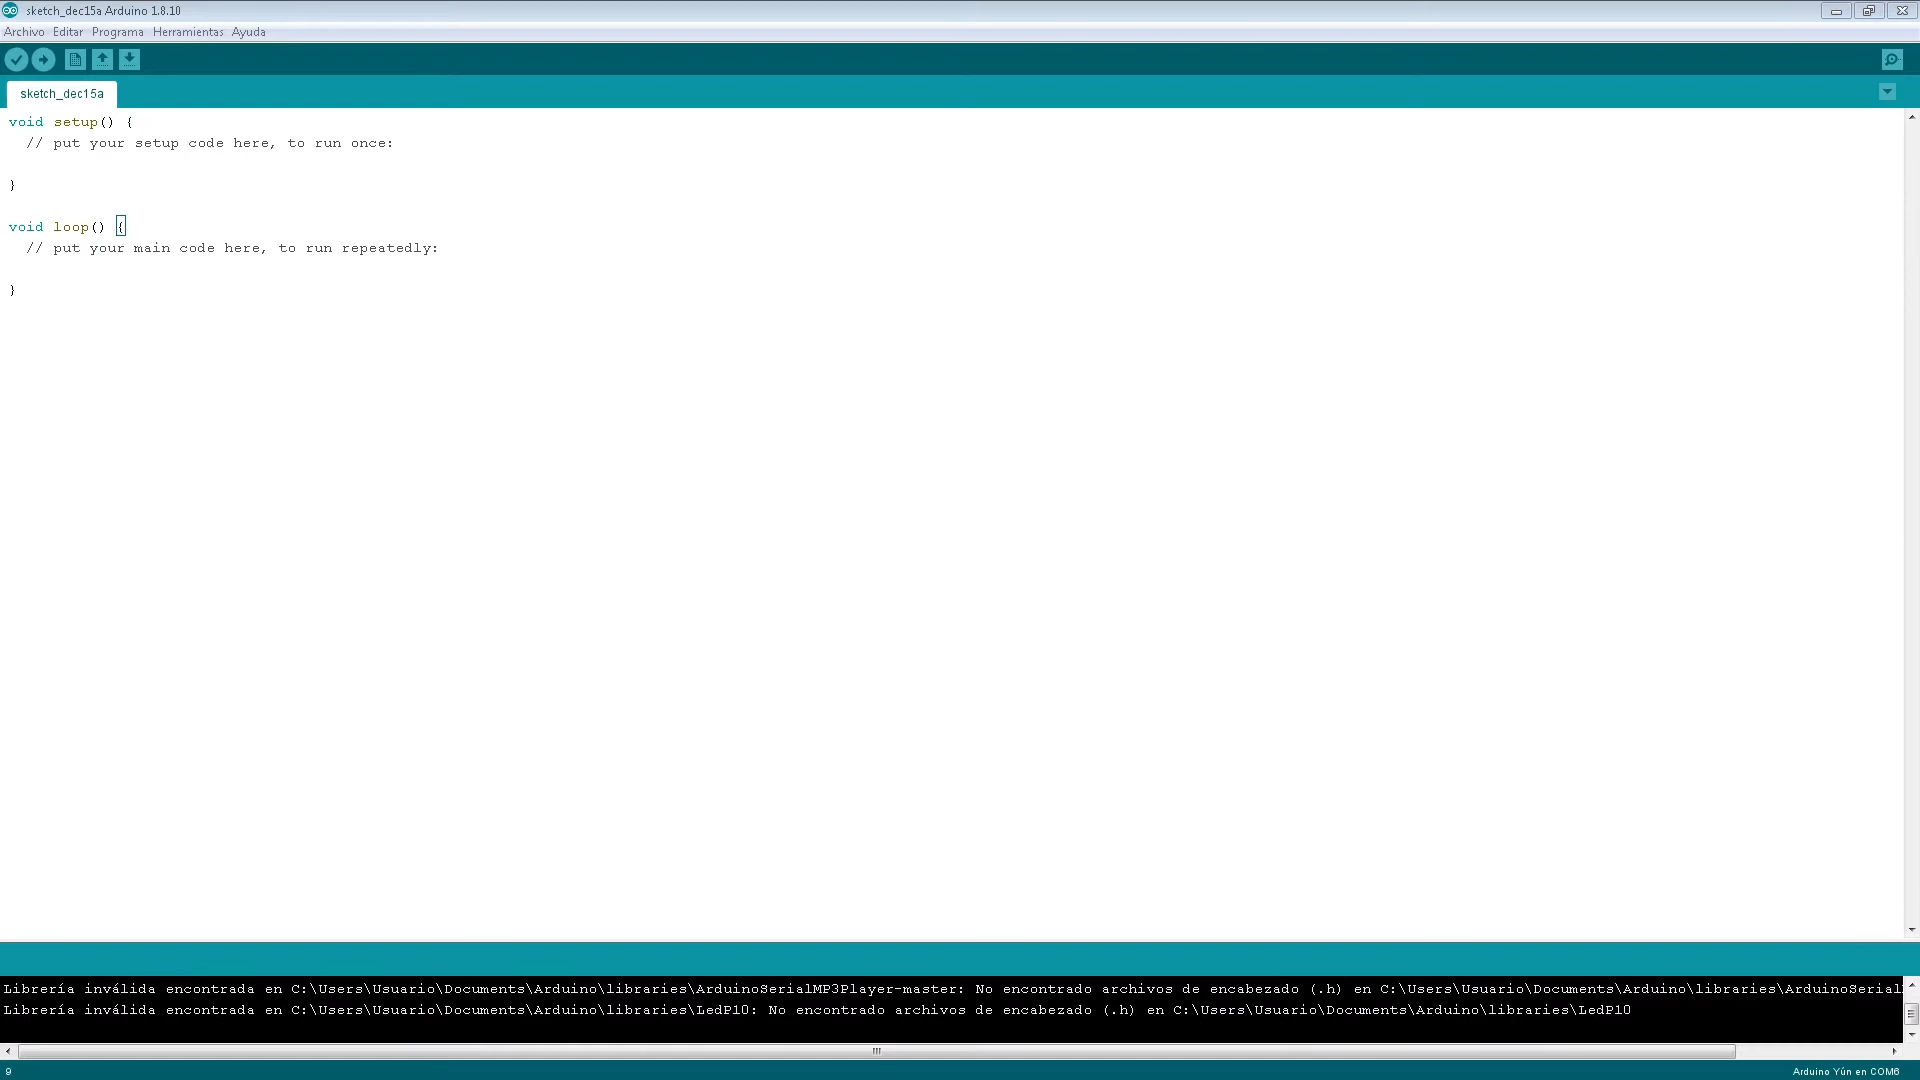 sketch_dec15a Arduino 1.8.10
Archivo Editar Programa Herramientas Ayuda
sketch_dec15a
void setup() {
  // put your setup code here, to run once:
}
void loop() {
  // put your main code here, to run repeatedly:
}
Librería inválida encontrada en C:\Users\Usuario\Documents\Arduino\libraries\ArduinoSerialMP3Player-master: No encontrado archivos de encabezado (.h) en C:\Users\Usuario\Documents\Arduino\libraries\ArduinoSerial
Librería inválida encontrada en C:\Users\Usuario\Documents\Arduino\libraries\LedP10: No encontrado archivos de encabezado (.h) en C:\Users\Usuario\Documents\Arduino\libraries\LedP10
9
Arduino Yún en COM6